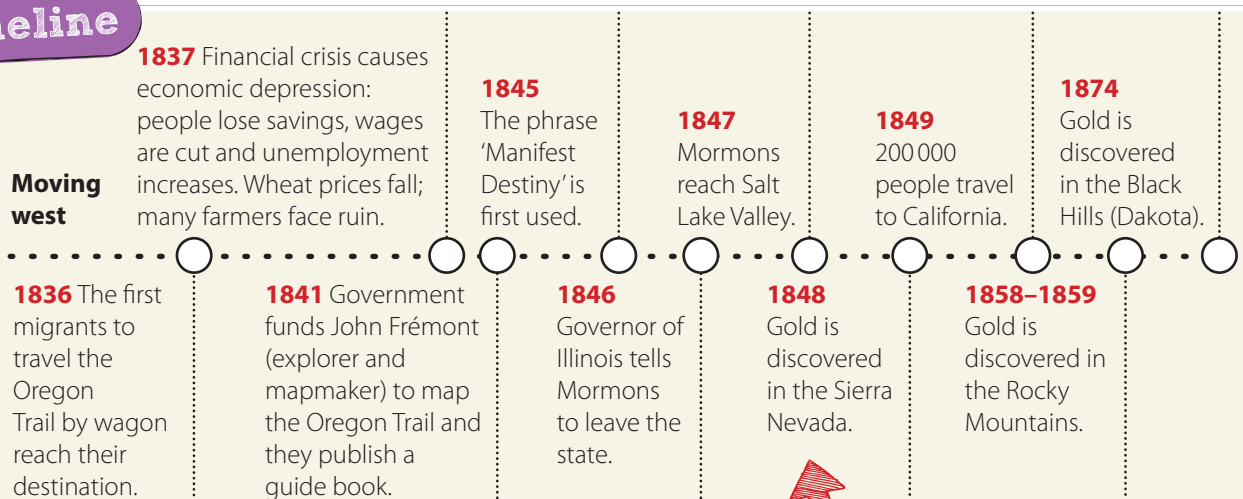 1837 Financial crisis causes
economic depression:
people lose savings, wages
are cut and unemployment
increases. Wheat prices fall;
many farmers face ruin.
1845
The phrase
‘Manifest
Destiny’ is
first used.
1847
Mormons
reach Salt
Lake Valley.
1849
200 000
people travel
to California.
1874
Gold is
discovered
in the Black
Hills (Dakota).
Moving
west
1836 The first
migrants to
travel the
Oregon
Trail by wagon
reach their
destination.
1841 Government
funds John Frémont
(explorer and
mapmaker) to map
the Oregon Trail and
they publish a
guide book.
1846
Governor of
Illinois tells
Mormons
to leave the
state.
1848
Gold is
discovered
in the Sierra
Nevada.
1858–1859
Gold is
discovered in
the Rocky
Mountains.